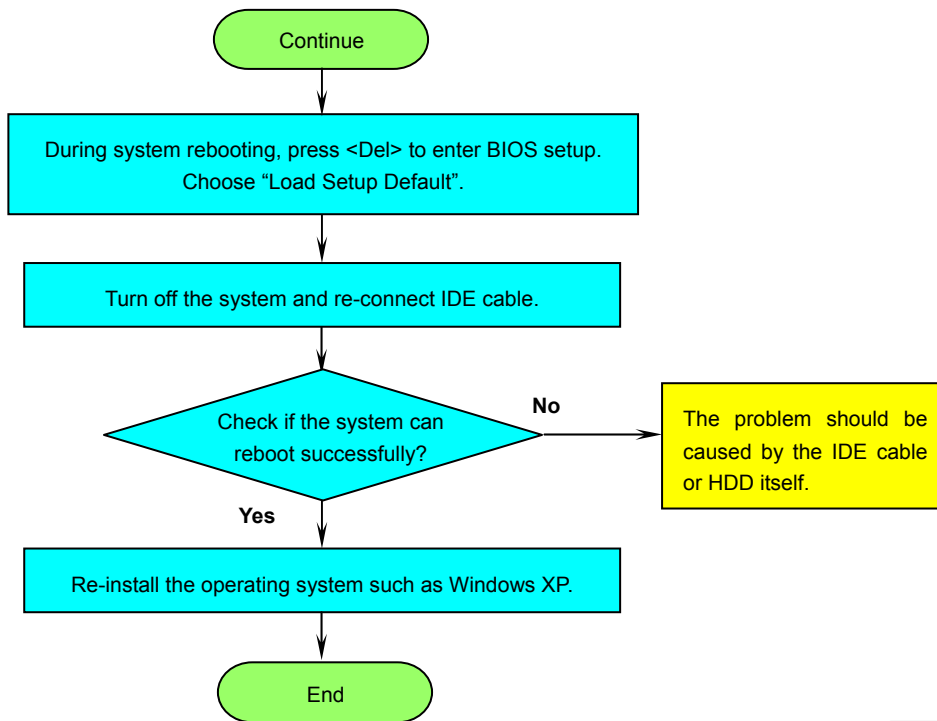 Continue
During system rebooting, press <Del> to enter BIOS setup.
Choose “Load Setup Default”.
Turn off the system and re-connect IDE cable.
Check if the system can
reboot successfully?
No
The problem should be
caused by the IDE cable
or HDD itself.
Yes
Re-install the operating system such as Windows XP.
End